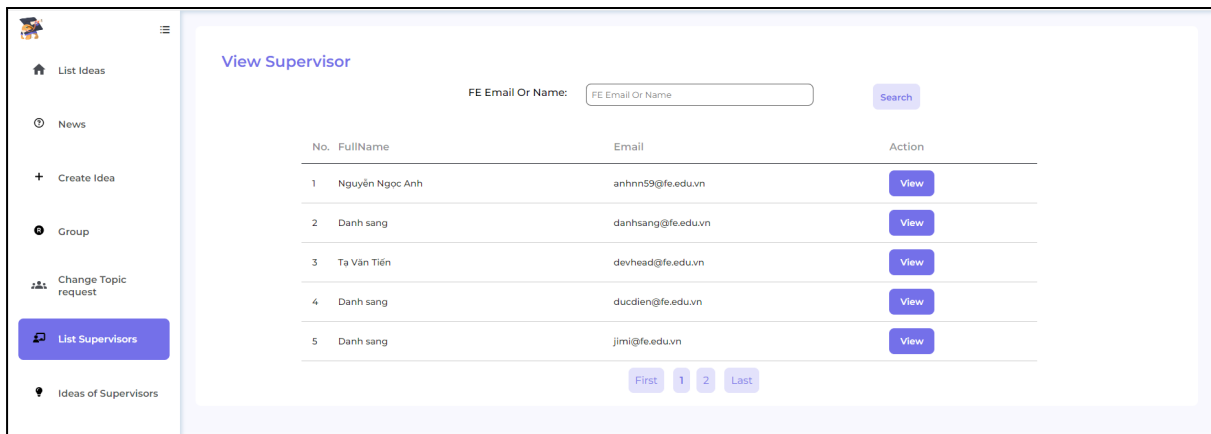 List Ideas
News
Create Idea
Group
Change Topic
request
List Supervisors
Ideas of Supervisors
View Supervisor
FE Email Or Name: FE Email Or Name Search
No. FullName Email Action
1 Nguyễn Ngọc Anh anhnn59@fe.edu.vn View
2 Danh sang danhsang@fe.edu.vn View
3 Tạ Văn Tiến devhead@fe.edu.vn View
4 Danh sang ducdien@fe.edu.vn View
5 Danh sang jimi@fe.edu.vn View
First 1 2 Last